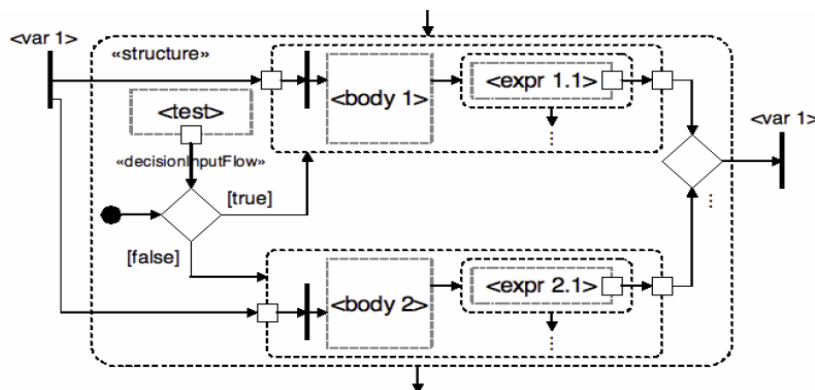 <var 1>
«structure»
<body 1>
<expr 1.1>
⋮
<test>
«decisionInputFlow»
[true]
[false]
<var 1>
⋮
<body 2>
<expr 2.1>
⋮